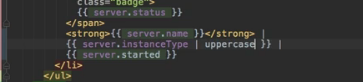 class="badge">
{{ server.status }}
</span>
<strong>{{ server.name }}</strong> |
{{ server.instanceType | uppercase }} |
{{ server.started }}
</li>
</ul>